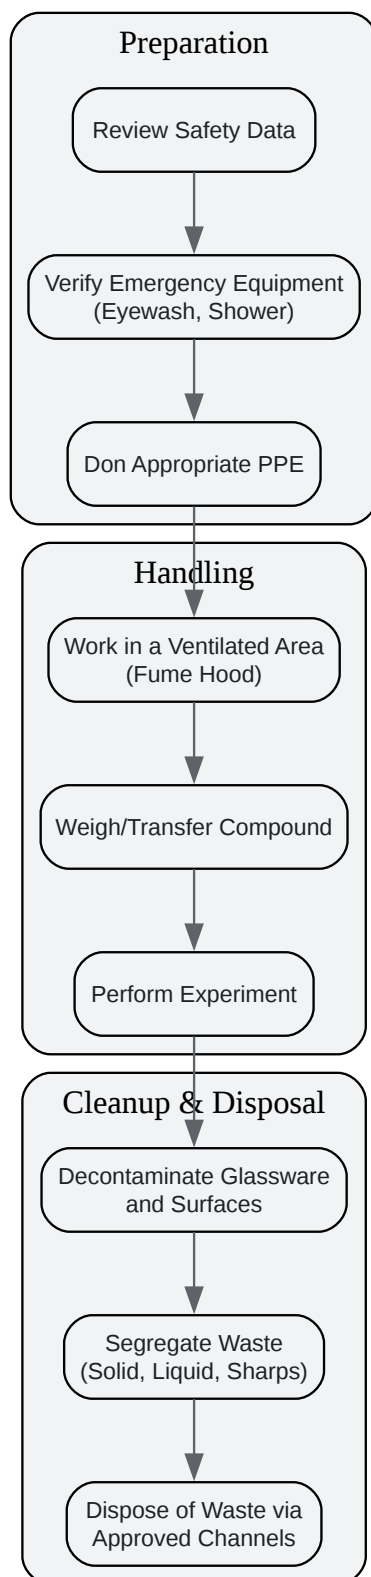 Preparation
Review Safety Data
Verify Emergency Equipment
(Eyewash, Shower)
Don Appropriate PPE
Handling
Work in a Ventilated Area
(Fume Hood)
Weigh/Transfer Compound
Perform Experiment
Cleanup & Disposal
Decontaminate Glassware
and Surfaces
Segregate Waste
(Solid, Liquid, Sharps)
Dispose of Waste via
Approved Channels